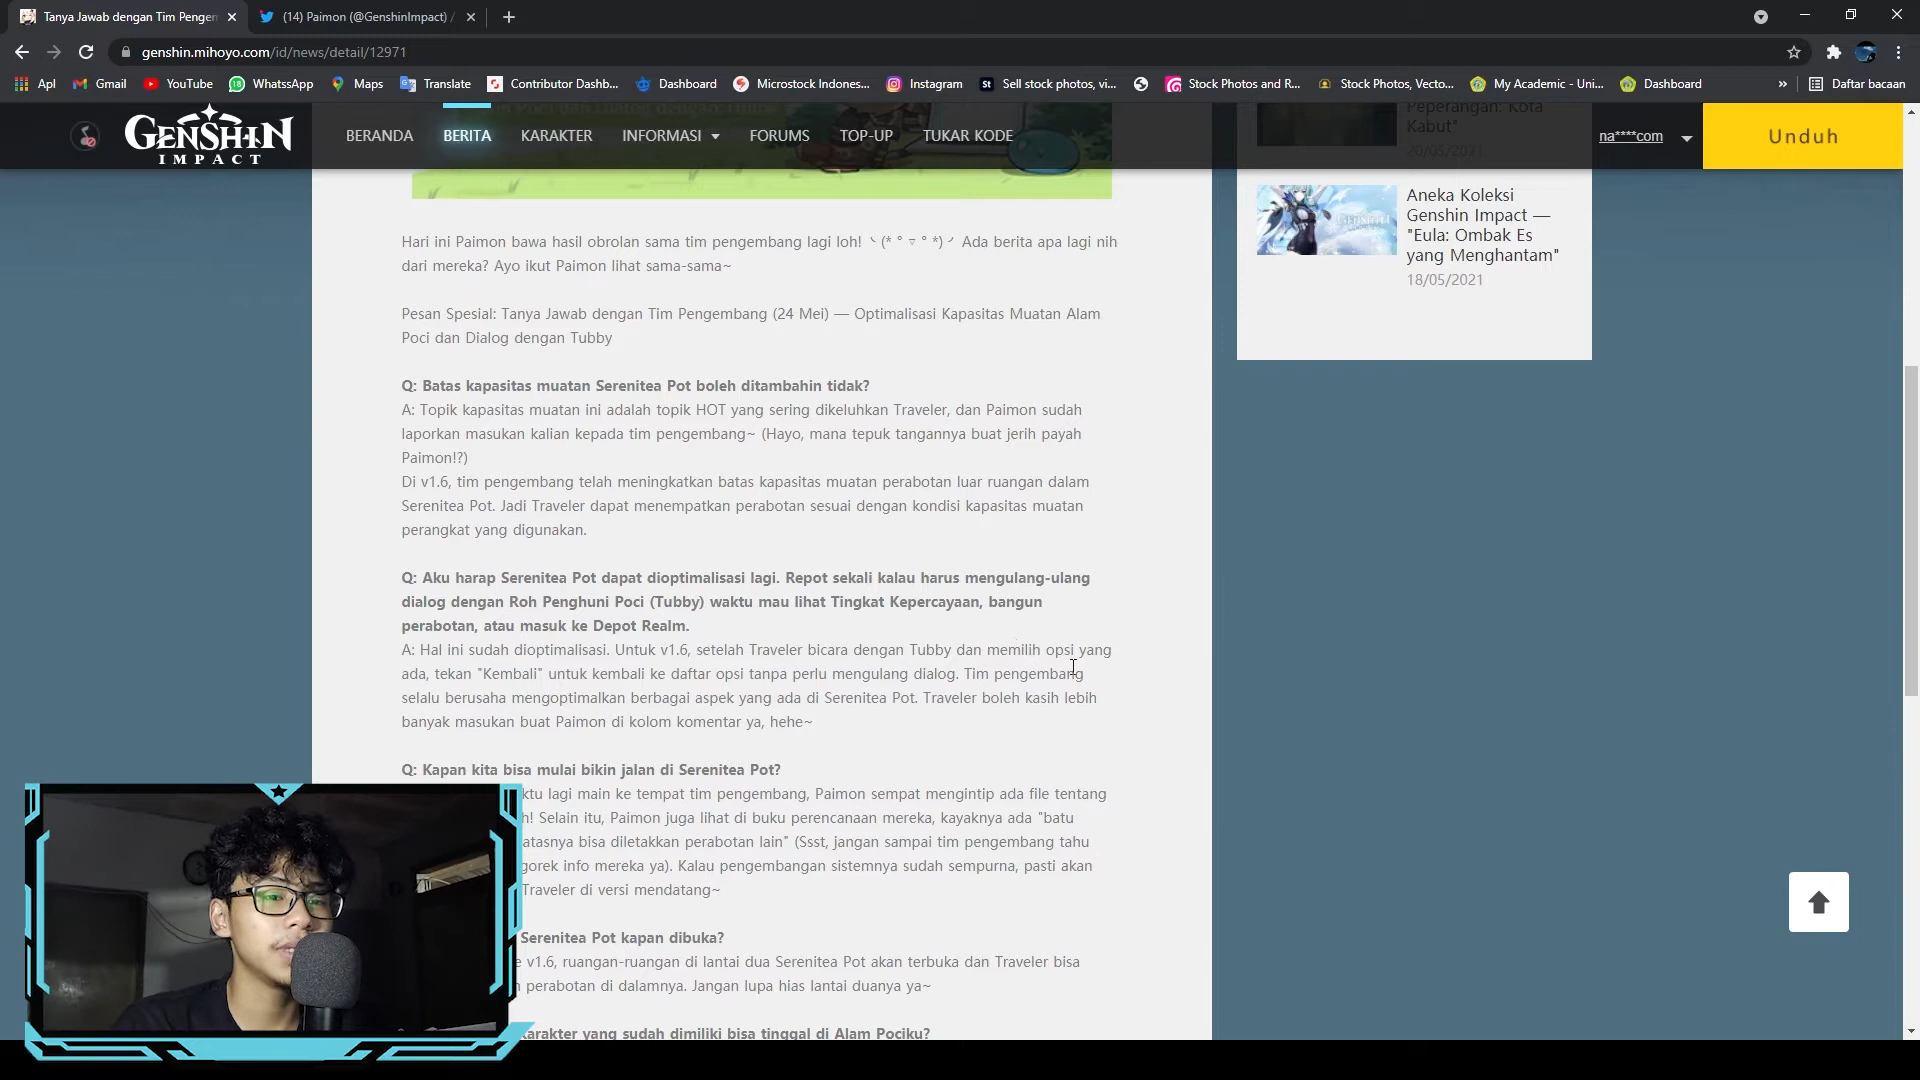 Tanya Jawab dengan Tim Penger
(14) Paimon (@GenshinImpact) /
genshin.mihoyo.com/id/news/detail/12971
Apl
Gmail
YouTube
WhatssApp
Maps
Translate
Contributor Dashb...
Dashboard
Microstock Indones...
Instagram
Sell stock photos, vi...
Stock Photos and R...
Stock Photos, Vecto...
My Academic - Uni...
Dashboard
»
Daftar bacaan
GENSHIN
IMPACT
BERANDA
BERITA
KARAKTER
INFORMASI
FORUMS
TOP-UP
TUKAR KODE
na****com
Unduh
Peperangan: Kota
Kabut"
20/05/2021
Aneka Koleksi
Genshin Impact —
"Eula: Ombak Es
yang Menghantam"
18/05/2021
Hari ini Paimon bawa hasil obrolan sama tim pengembang lagi loh! ヽ(* ° ▽ ° *)ノ Ada berita apa lagi nih
dari mereka? Ayo ikut Paimon lihat sama-sama~
Pesan Spesial: Tanya Jawab dengan Tim Pengembang (24 Mei) — Optimalisasi Kapasitas Muatan Alam
Poci dan Dialog dengan Tubby
Q: Batas kapasitas muatan Serenitea Pot boleh ditambahin tidak?
A: Topik kapasitas muatan ini adalah topik HOT yang sering dikeluhkan Traveler, dan Paimon sudah
laporkan masukan kalian kepada tim pengembang~ (Hayo, mana tepuk tangannya buat jerih payah
Paimon!?)
Di v1.6, tim pengembang telah meningkatkan batas kapasitas muatan perabotan luar ruangan dalam
Serenitea Pot. Jadi Traveler dapat menempatkan perabotan sesuai dengan kondisi kapasitas muatan
perangkat yang digunakan.
Q: Aku harap Serenitea Pot dapat dioptimalisasi lagi. Repot sekali kalau harus mengulang-ulang
dialog dengan Roh Penghuni Poci (Tubby) waktu mau lihat Tingkat Kepercayaan, bangun
perabotan, atau masuk ke Depot Realm.
A: Hal ini sudah dioptimalisasi. Untuk v1.6, setelah Traveler bicara dengan Tubby dan memilih opsi yang
ada, tekan "Kembali" untuk kembali ke daftar opsi tanpa perlu mengulang dialog. Tim pengembang
selalu berusaha mengoptimalkan berbagai aspek yang ada di Serenitea Pot. Traveler boleh kasih lebih
banyak masukan buat Paimon di kolom komentar ya, hehe~
Q: Kapan kita bisa mulai bikin jalan di Serenitea Pot?
ktu lagi main ke tempat tim pengembang, Paimon sempat mengintip ada file tentang
h! Selain itu, Paimon juga lihat di buku perencanaan mereka, kayaknya ada "batu
atasnya bisa diletakkan perabotan lain" (Ssst, jangan sampai tim pengembang tahu
gorek info mereka ya). Kalau pengembangan sistemnya sudah sempurna, pasti akan
Traveler di versi mendatang~
Serenitea Pot kapan dibuka?
e v1.6, ruangan-ruangan di lantai dua Serenitea Pot akan terbuka dan Traveler bisa
n perabotan di dalamnya. Jangan lupa hias lantai duanya ya~
karakter yang sudah dimiliki bisa tinggal di Alam Pociku?